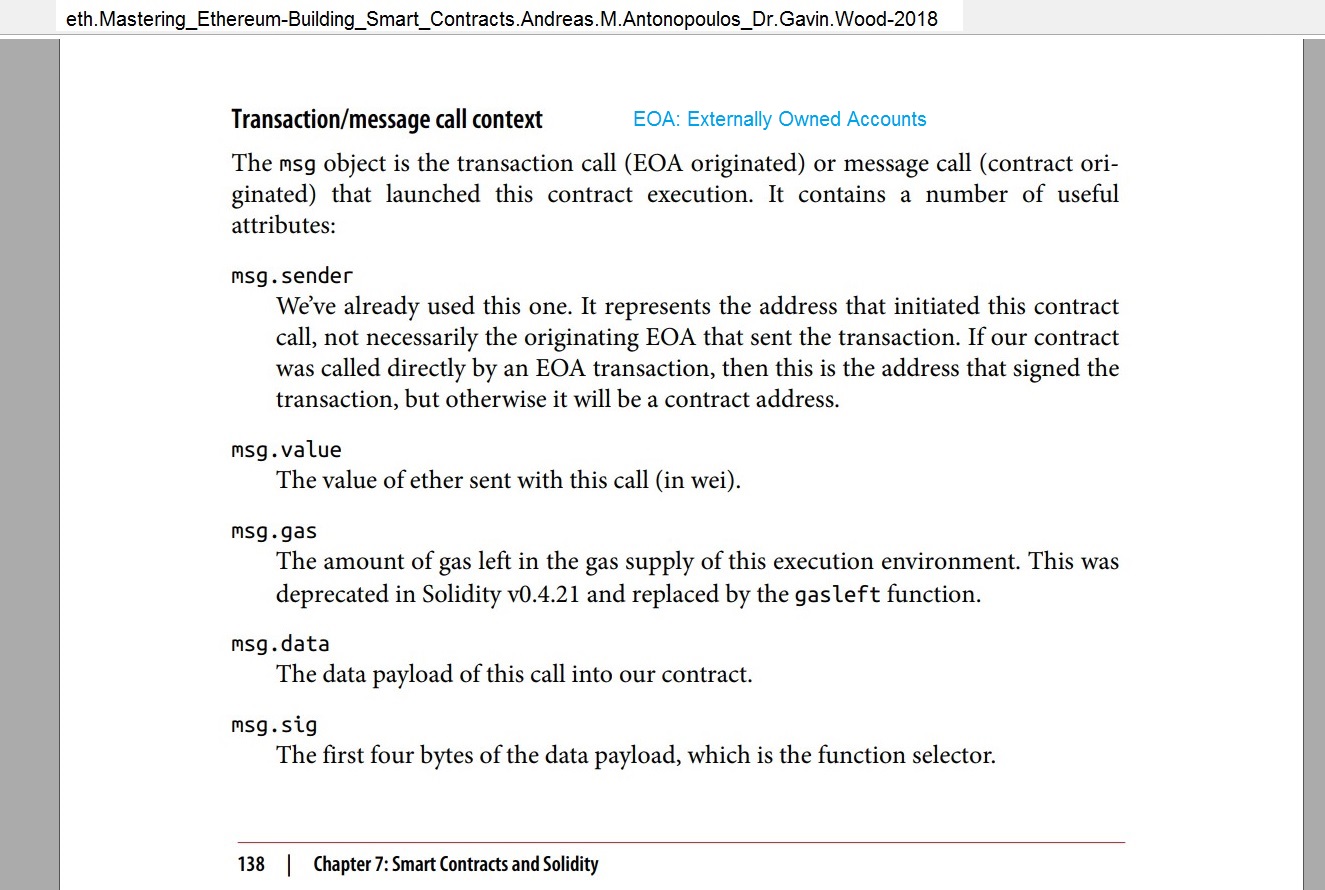 eth.Mastering_Ethereum-Building_Smart_Contracts.Andreas.M.Antonopoulos_Dr.Gavin.Wood-2018
Transaction/message call context
EOA: Externally Owned Accounts
The msg object is the transaction call (EOA originated) or message call (contract ori-
ginated) that launched this contract execution. It contains a number of useful
attributes:
msg.sender
We’ve already used this one. It represents the address that initiated this contract
call, not necessarily the originating EOA that sent the transaction. If our contract
was called directly by an EOA transaction, then this is the address that signed the
transaction, but otherwise it will be a contract address.
msg.value
The value of ether sent with this call (in wei).
msg.gas
The amount of gas left in the gas supply of this execution environment. This was
deprecated in Solidity v0.4.21 and replaced by the gasleft function.
msg.data
The data payload of this call into our contract.
msg.sig
The first four bytes of the data payload, which is the function selector.
138 | Chapter 7: Smart Contracts and Solidity